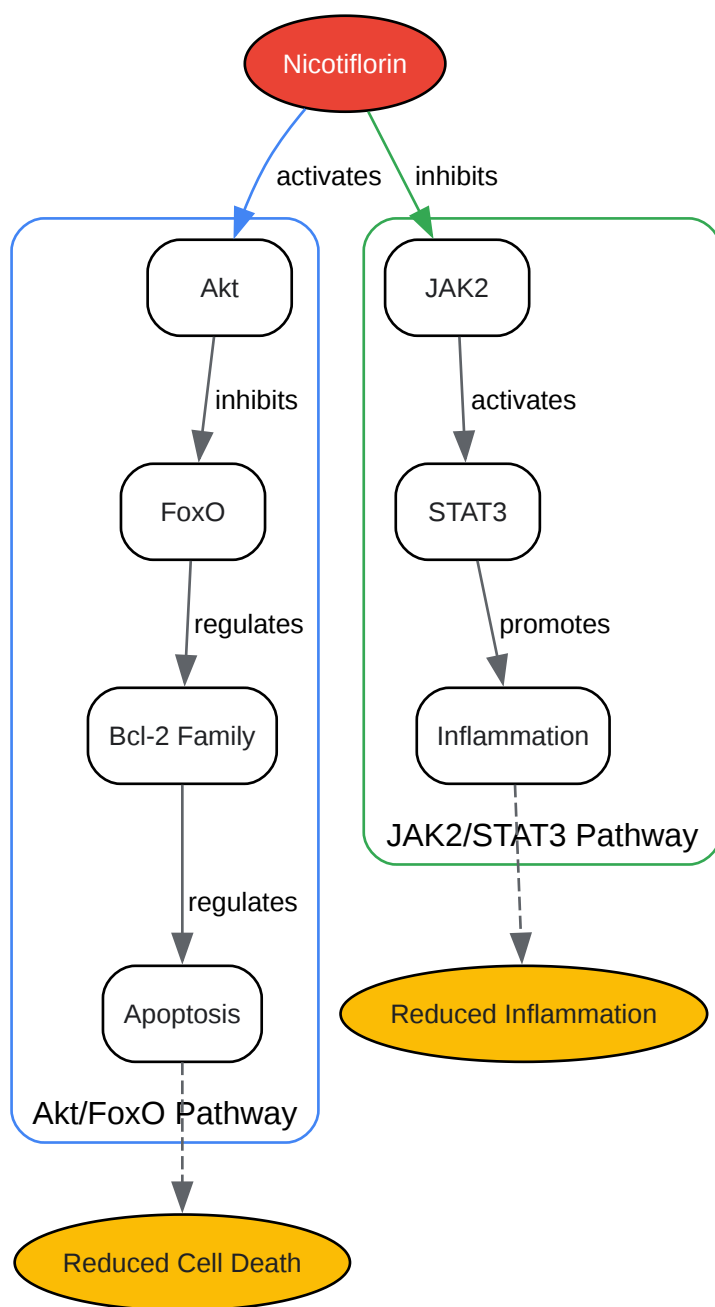 Nicotiflorin
activates
inhibits
Akt
JAK2
inhibits
activates
FoxO
STAT3
regulates
promotes
Bcl-2 Family
Inflammation
JAK2/STAT3 Pathway
regulates
Apoptosis
Reduced Inflammation
Akt/FoxO Pathway
Reduced Cell Death